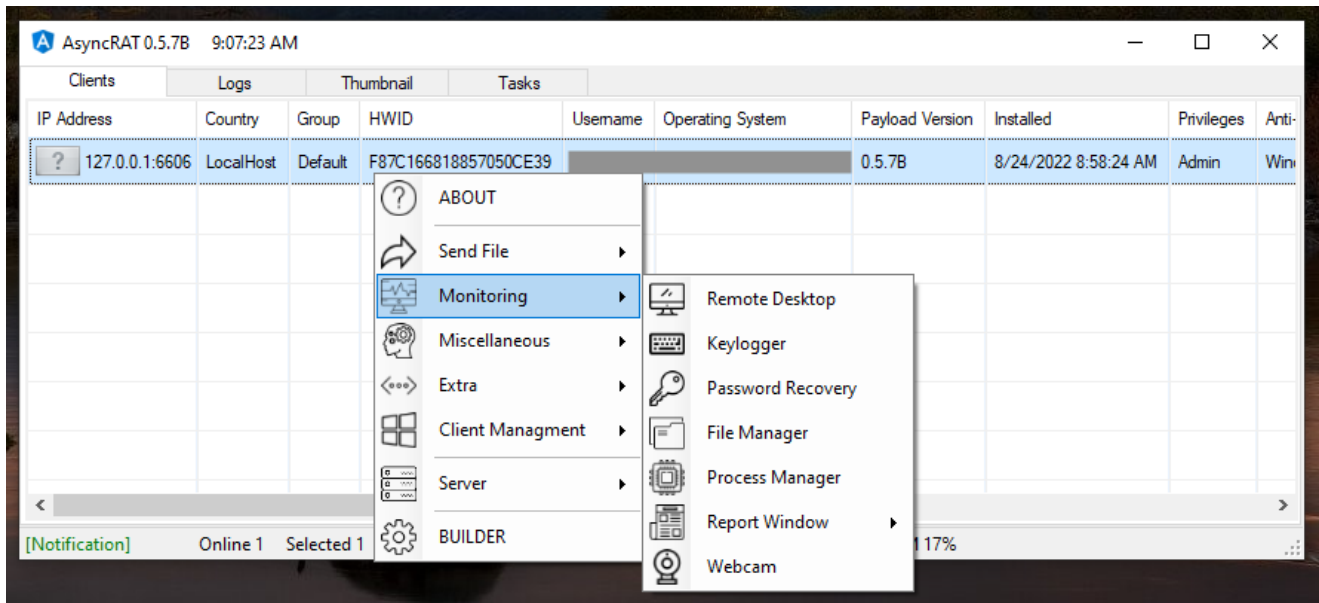 AsyncRAT 0.5.7B 9:07:23 AM
Clients Logs Thumbnail Tasks
IP Address Country Group HWID Username Operating System Payload Version Installed Privileges Anti-
127.0.0.1:6606 LocalHost Default F87C166818857050CE39 0.5.7B 8/24/2022 8:58:24 AM Admin Wind
ABOUT
Send File
Monitoring
Miscellaneous
Extra
Client Managment
Server
BUILDER
Remote Desktop
Keylogger
Password Recovery
File Manager
Process Manager
Report Window
Webcam
[Notification] Online 1 Selected 1 17%